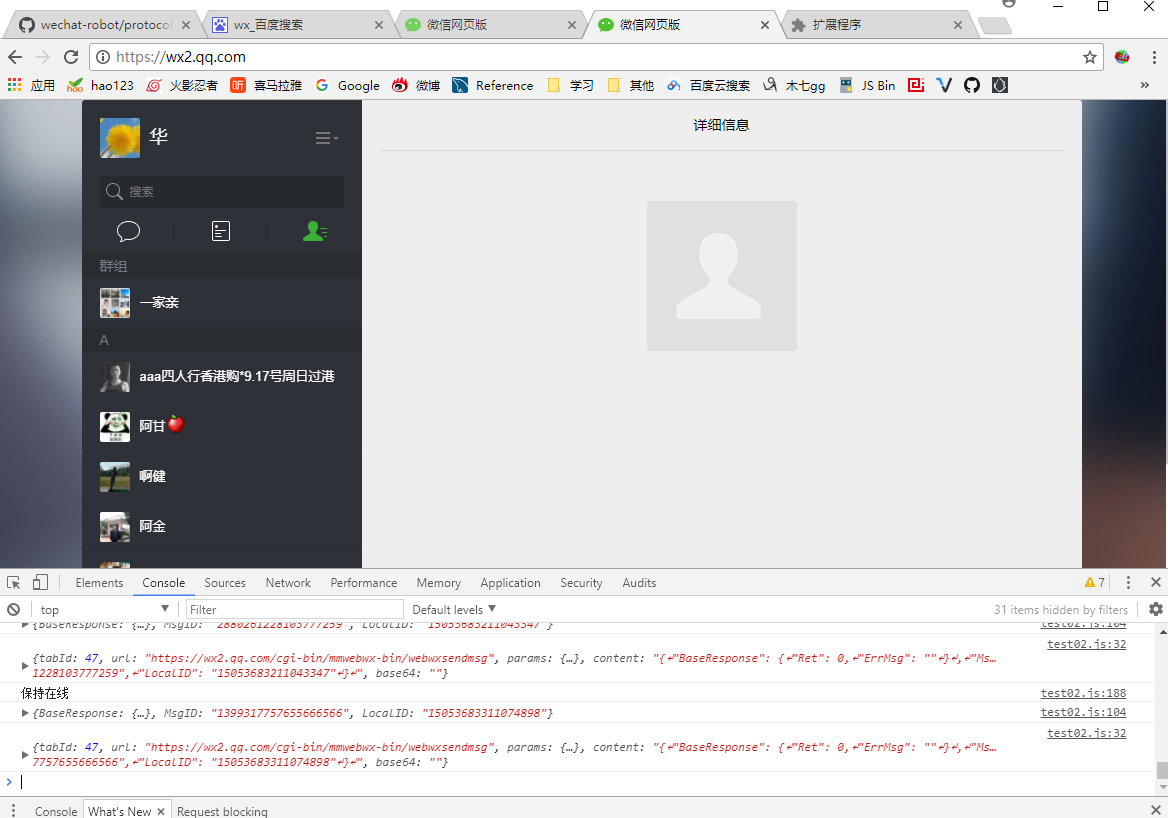 wechat-robot/protocol
wx_百度搜索
微信网页版
微信网页版
扩展程序
https://wx2.qq.com
应用
hao123
火影忍者
喜马拉雅
Google
微博
Reference
学习
其他
百度云搜索
木七gg
JS Bin
»
华
详细信息
搜索
群组
一家亲
A
aaa四人行香港购*9.17号周日过港
阿甘🍎
啊健
阿金
Elements Console Sources Network Performance Memory Application Security Audits 7
top Filter Default levels 31 items hidden by filters
{BaseResponse: {…}, MsgID: "2880261228103777259", LocalID: "15053683211043347"} test02.js:104
test02.js:32
{tabId: 47, url: "https://wx2.qq.com/cgi-bin/mmwebwx-bin/webwxsendmsg", params: {…}, content: "{↵"BaseResponse": {↵"Ret": 0,↵"ErrMsg": ""↵}↵,↵"Ms…
1228103777259",↵"LocalID": "15053683211043347"↵}↵", base64: ""}
保持在线 test02.js:188
{BaseResponse: {…}, MsgID: "1399317757655666566", LocalID: "15053683311074898"} test02.js:104
test02.js:32
{tabId: 47, url: "https://wx2.qq.com/cgi-bin/mmwebwx-bin/webwxsendmsg", params: {…}, content: "{↵"BaseResponse": {↵"Ret": 0,↵"ErrMsg": ""↵}↵,↵"Ms…
7757655666566",↵"LocalID": "15053683311074898"↵}↵", base64: ""}
Console What's New Request blocking